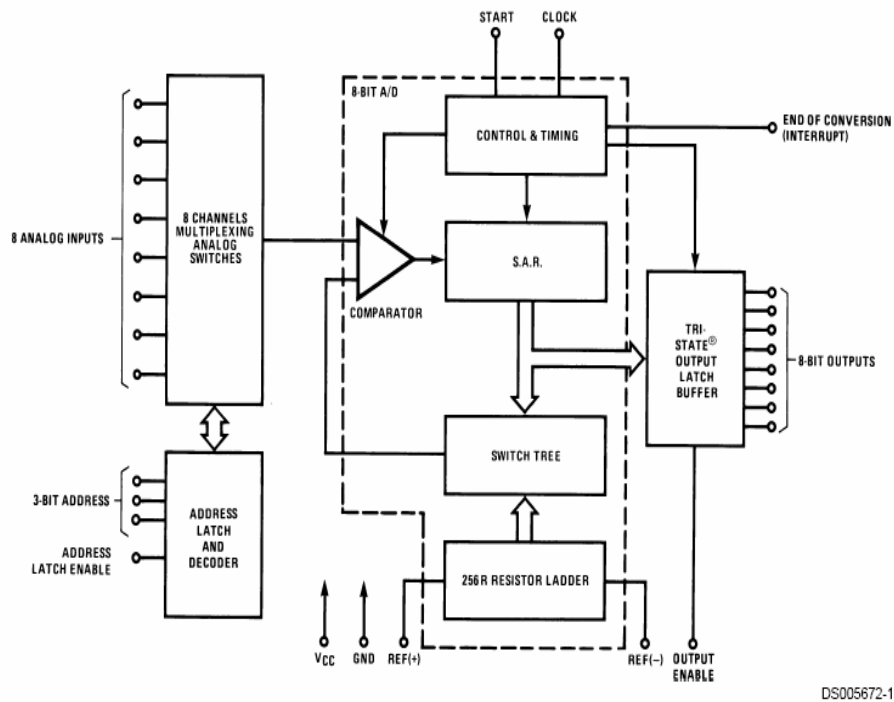 START
CLOCK
8-BIT A/D
END OF CONVERSION
(INTERRUPT)
CONTROL & TIMING
8 ANALOG INPUTS
8 CHANNELS
MULTIPLEXING
ANALOG
SWITCHES
S.A.R.
COMPARATOR
TRI-
STATE®
OUTPUT
LATCH
BUFFER
8-BIT OUTPUTS
SWITCH TREE
3-BIT ADDRESS
ADDRESS
LATCH ENABLE
ADDRESS
LATCH
AND
DECODER
256R RESISTOR LADDER
VCC
GND
REF(+)
REF(−)
OUTPUT
ENABLE
DS005672-1